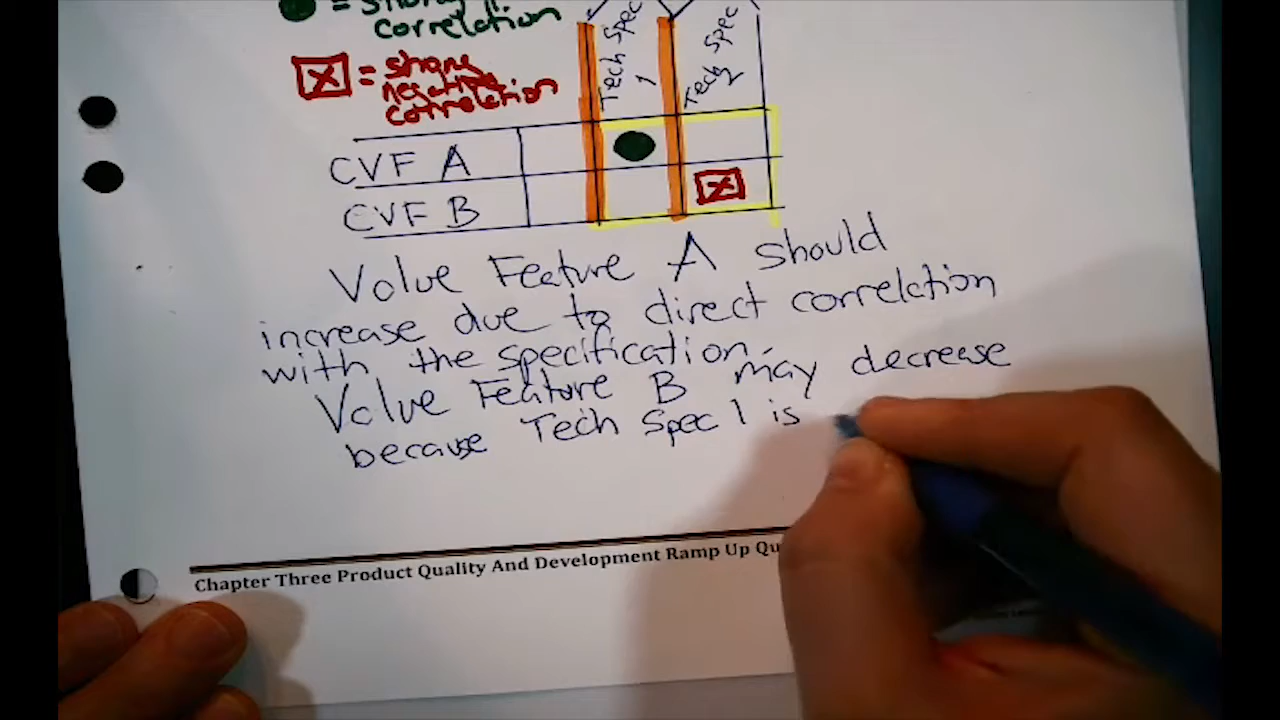 = strong
correlation
= strong
negative
correlation
Tech Spec
1
Tech Spec
2
CVF A
CVF B
Value Feature A should
increase due to direct correlation
with the specification.
Value Feature B may decrease
because Tech Spec 1 is
Chapter Three Product Quality And Development Ramp Up Qu